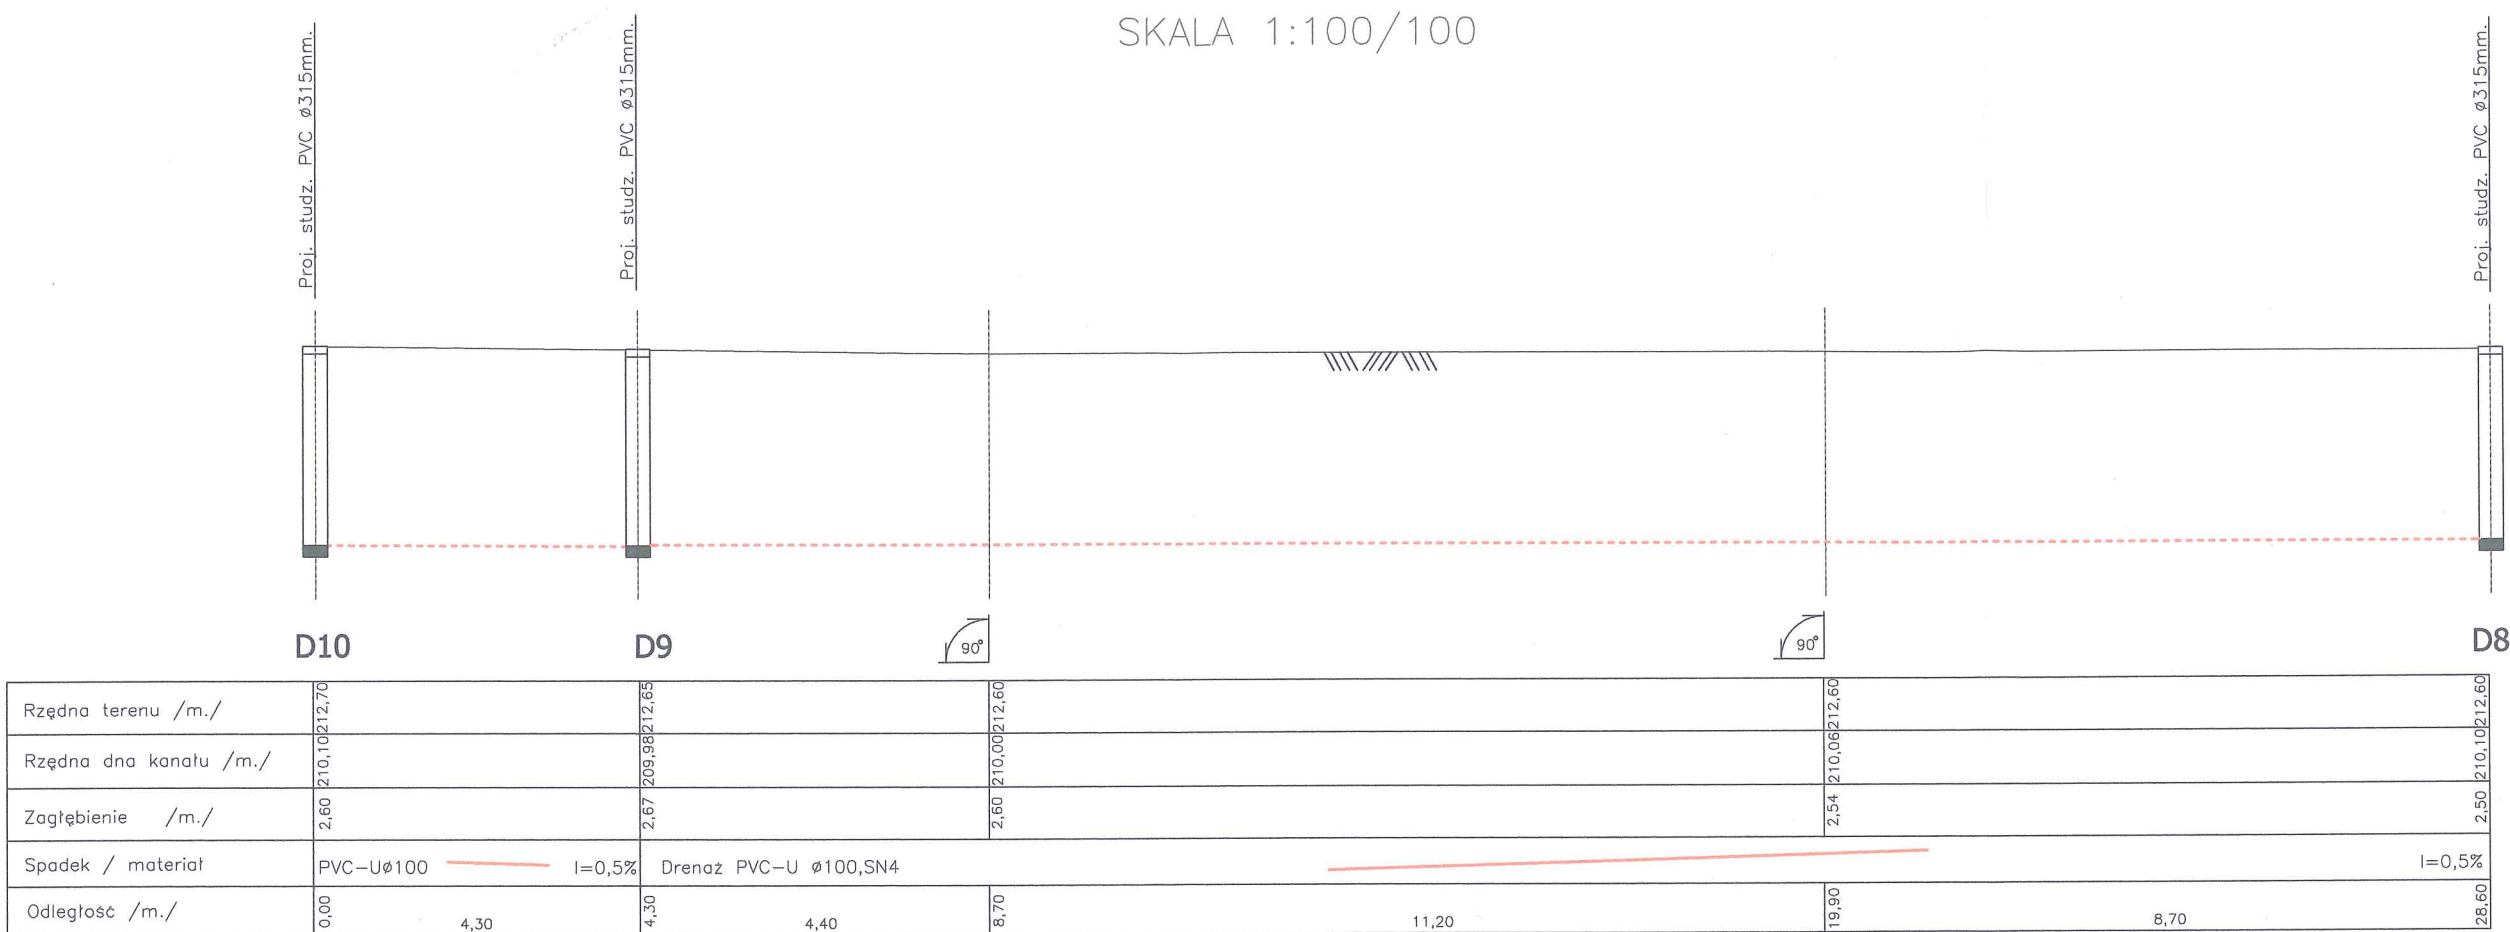 SKALA 1:100/100
Proj. studz. PVC ø315mm.
Proj. studz. PVC ø315mm.
Proj. studz. PVC ø315mm.
D10
D9
90°
90°
D8
Rzędna terenu /m./
212,70
212,65
212,60
212,60
212,60
Rzędna dna kanału /m./
210,10
209,98
210,00
210,06
210,10
Zagłębienie /m./
2,60
2,67
2,60
2,54
2,50
Spadek / materiał
PVC-Uø100
I=0,5%
Drenaż PVC-U ø100,SN4
I=0,5%
Odległość /m./
0,00
4,30
4,30
4,40
8,70
11,20
19,90
8,70
28,60